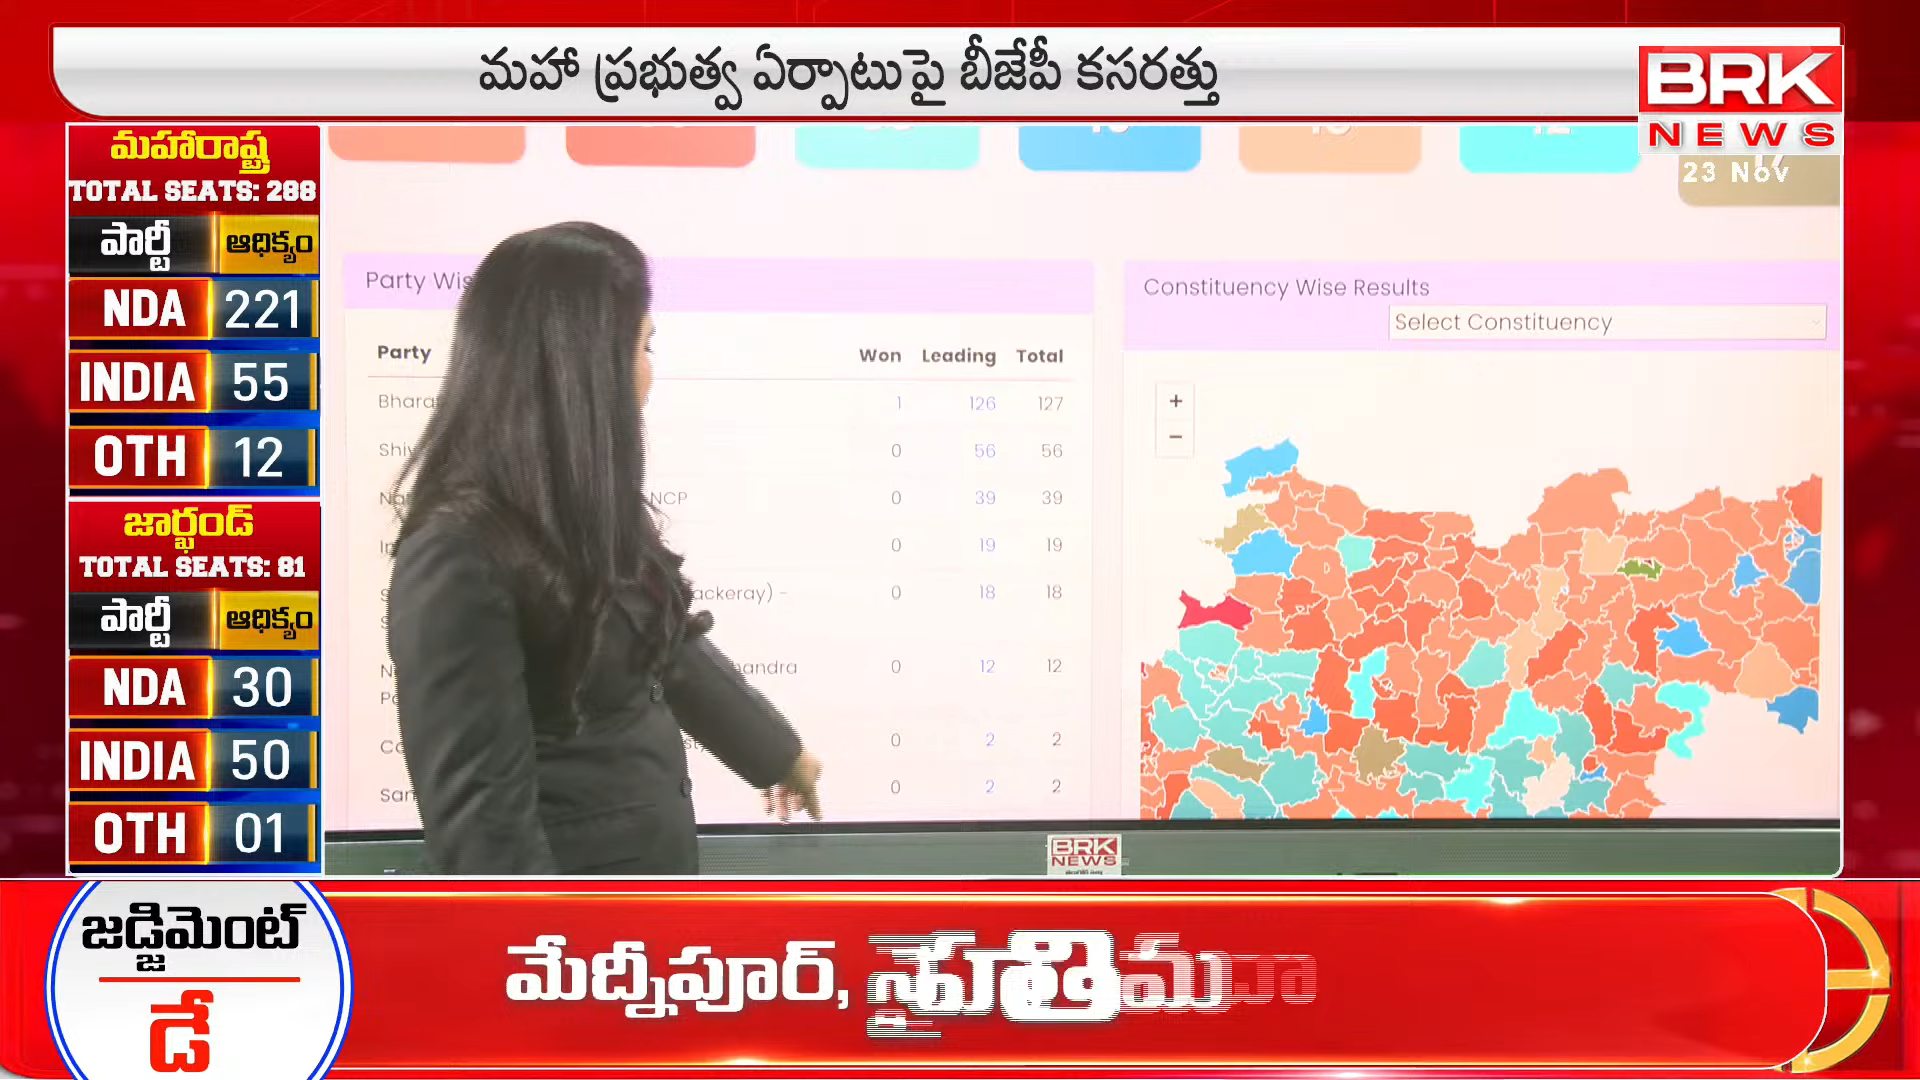 మహా ప్రభుత్వ ఏర్పాటుపై బీజేపీ కసరత్తు
BRK
NEWS
23 Nov
మహారాష్ట్ర
TOTAL SEATS: 288
పార్టీ ఆధిక్యం
NDA 221
INDIA 55
OTH 12
జార్ఖండ్
TOTAL SEATS: 81
పార్టీ ఆధిక్యం
NDA 30
INDIA 50
OTH 01
Party
Party Won Leading Total
1 126 127
0 56 56
NCP 0 39 39
0 19 19
ackeray) - 0 18 18
handra 0 12 12
0 2 2
0 2 2
Constituency Wise Results
Select Constituency
+
−
BRK
NEWS
జడ్జిమెంట్
డే
మేద్నీపూర్,